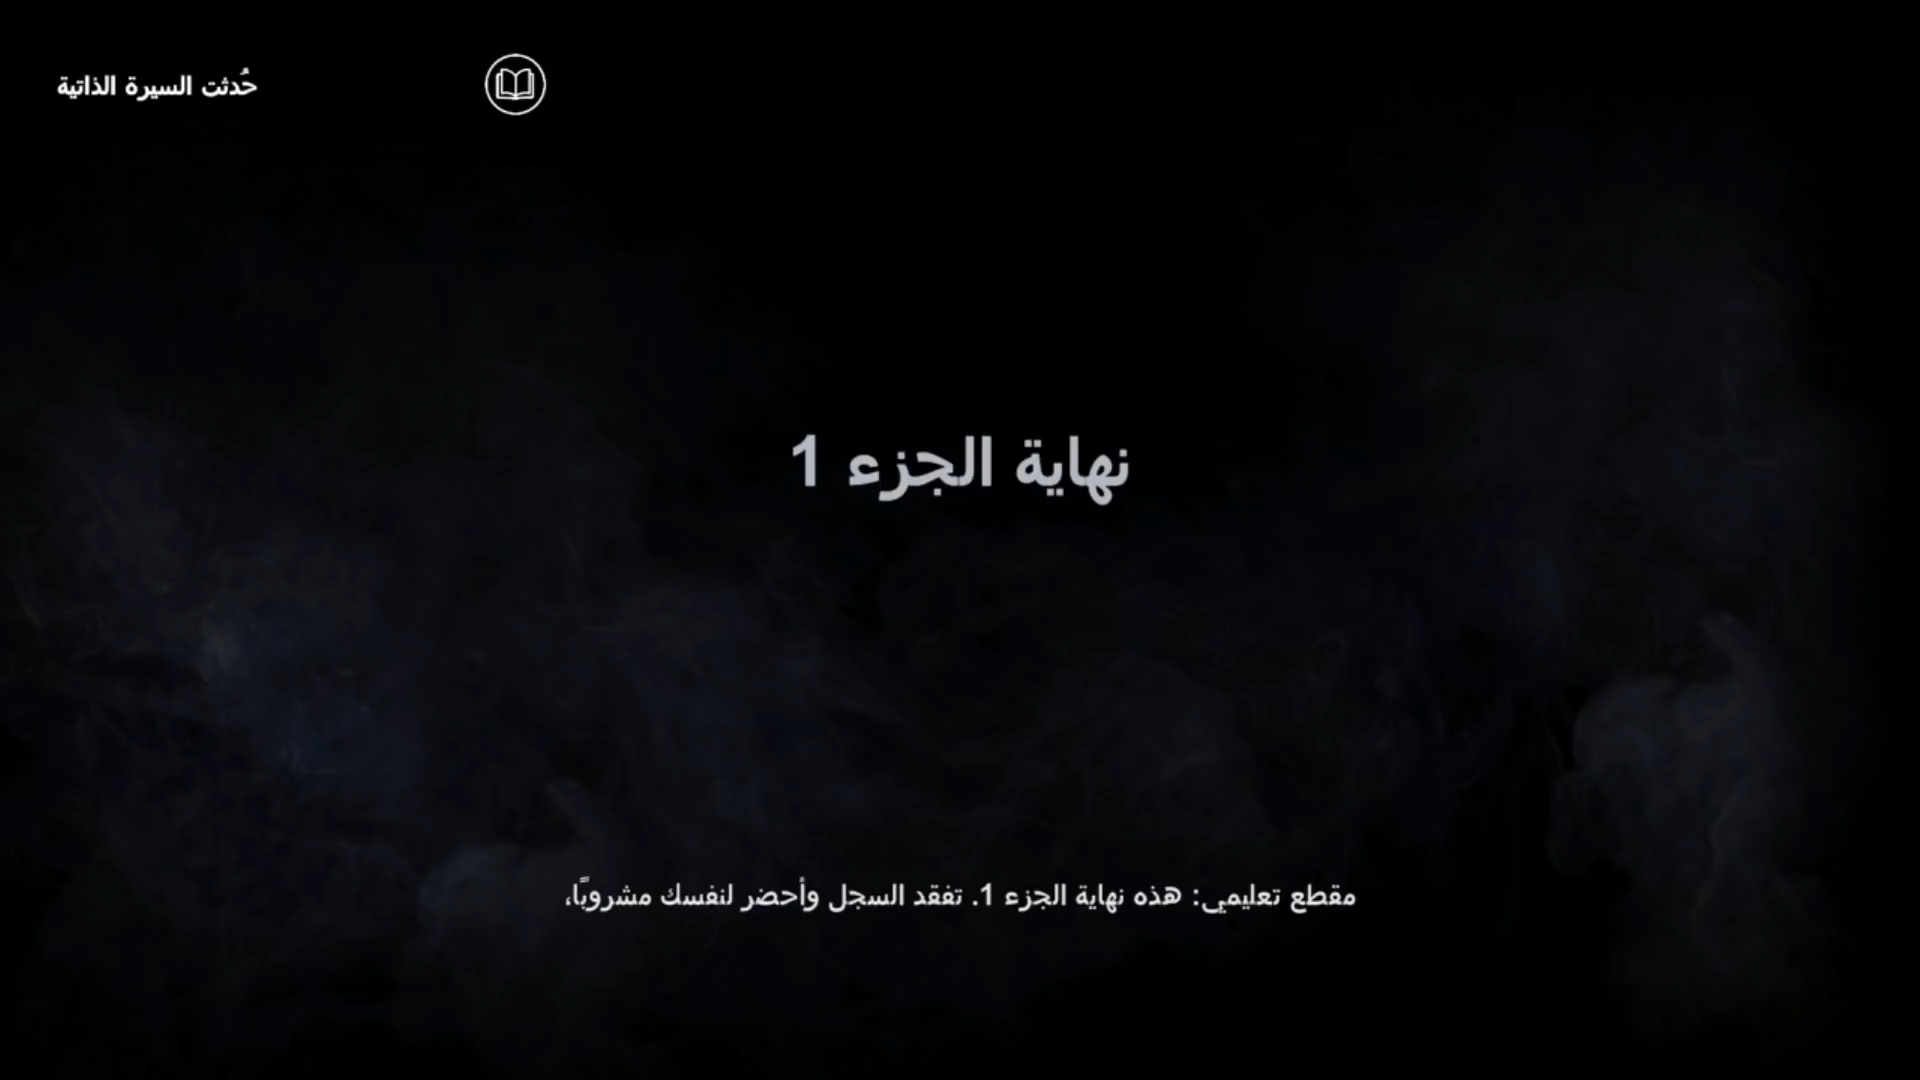 حُدثت السيرة الذاتية
نهاية الجزء 1
مقطع تعليمي: هذه نهاية الجزء 1. تفقد السجل وأحضر لنفسك مشروبًا،